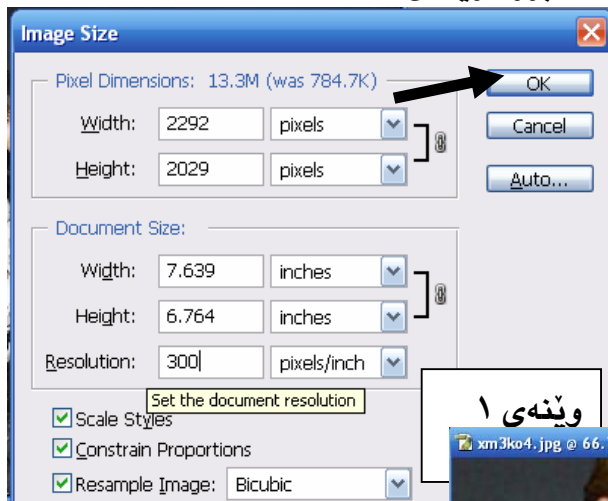 Image Size
Pixel Dimensions: 13.3M (was 784.7K)
OK
Width: 2292 pixels
Cancel
Height: 2029 pixels
Auto...
Document Size:
Width: 7.639 inches
Height: 6.764 inches
Resolution: 300 pixels/inch
Set the document resolution
Scale Styles
وێنەی ١
Constrain Proportions
xm3ko4.jpg @ 66.
Resample Image: Bicubic